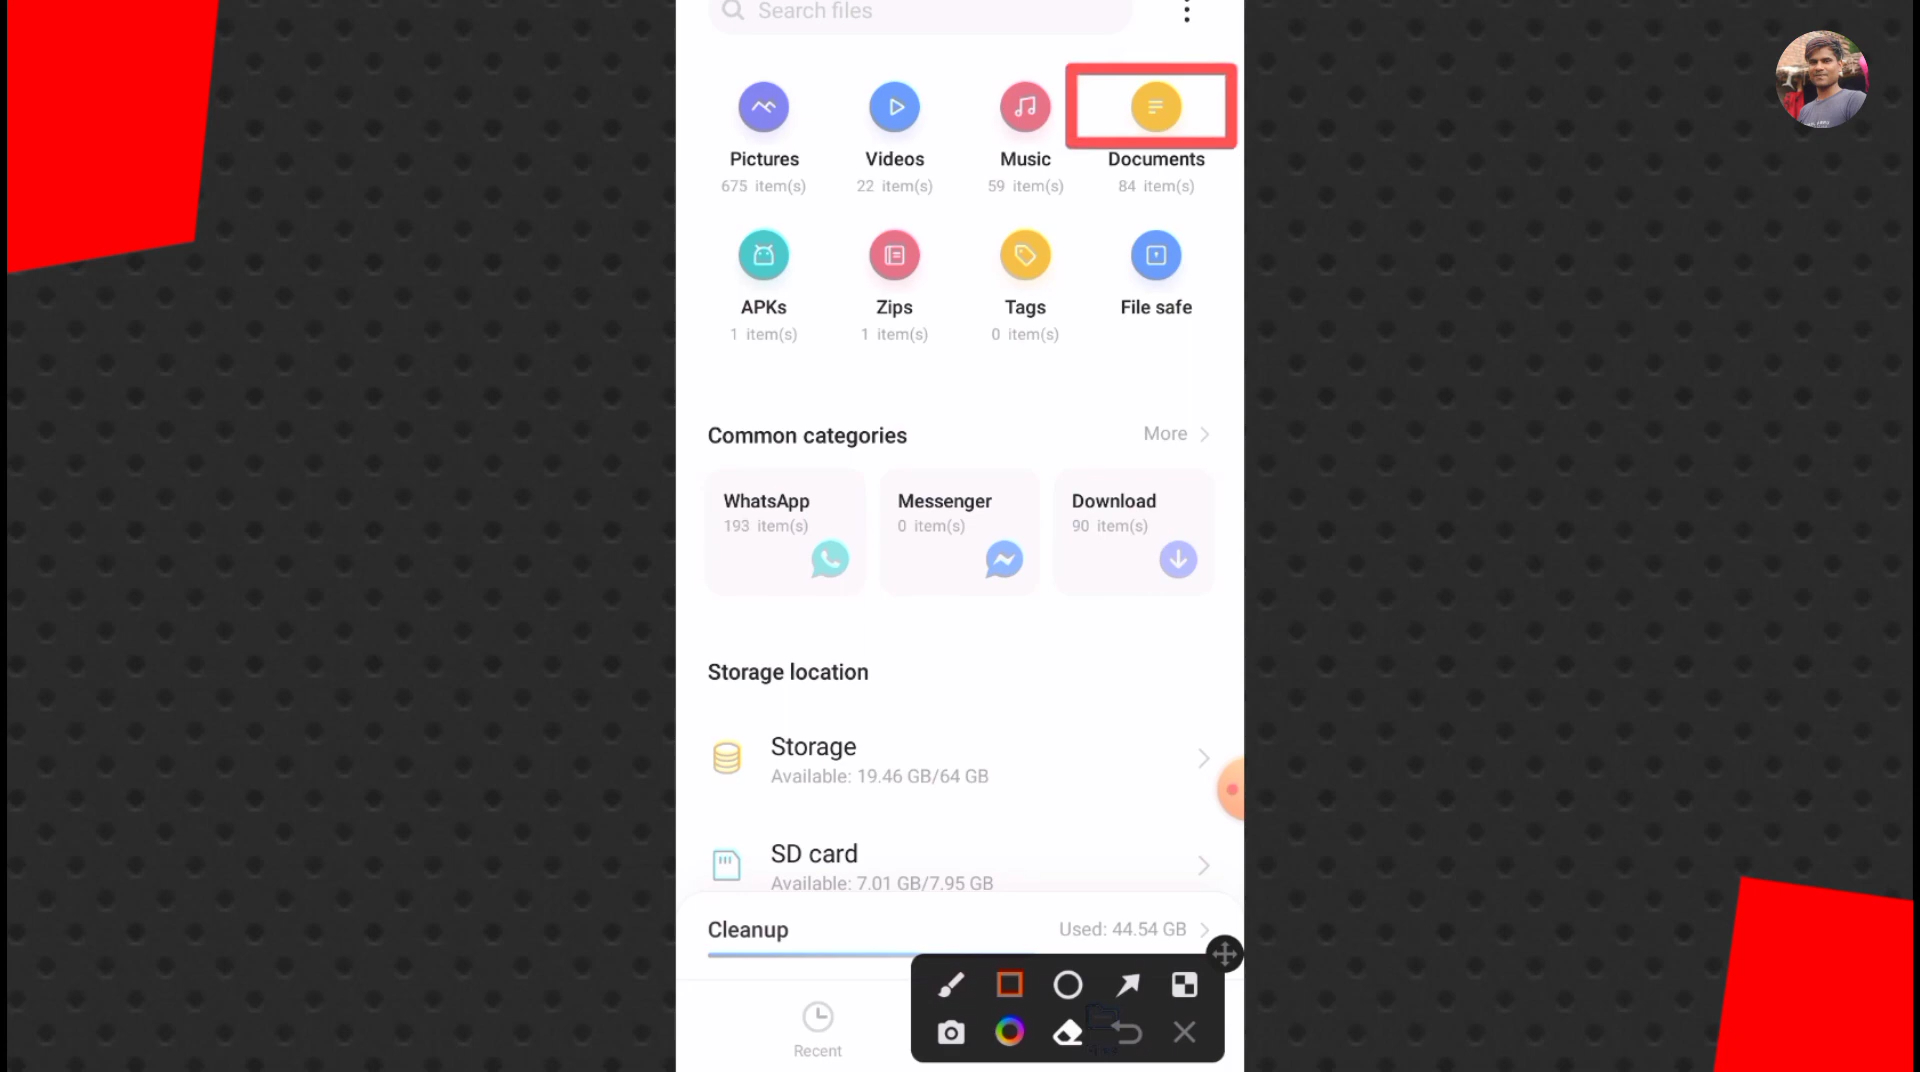 Search files
Pictures Videos Music Documents
675 item(s) 22 item(s) 59 item(s) 84 item(s)
APKs Zips Tags File safe
1 item(s) 1 item(s) 0 item(s)
Common categories More
WhatsApp Messenger Download
193 item(s) 0 item(s) 90 item(s)
Storage location
Storage
Available: 19.46 GB/64 GB
SD card
Available: 7.01 GB/7.95 GB
Cleanup Used: 44.54 GB
Recent